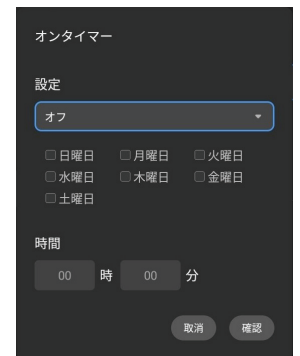 オンタイマー
設定
オフ
日曜日 月曜日 火曜日
水曜日 木曜日 金曜日
土曜日
時間
00 時 00 分
取消 確認